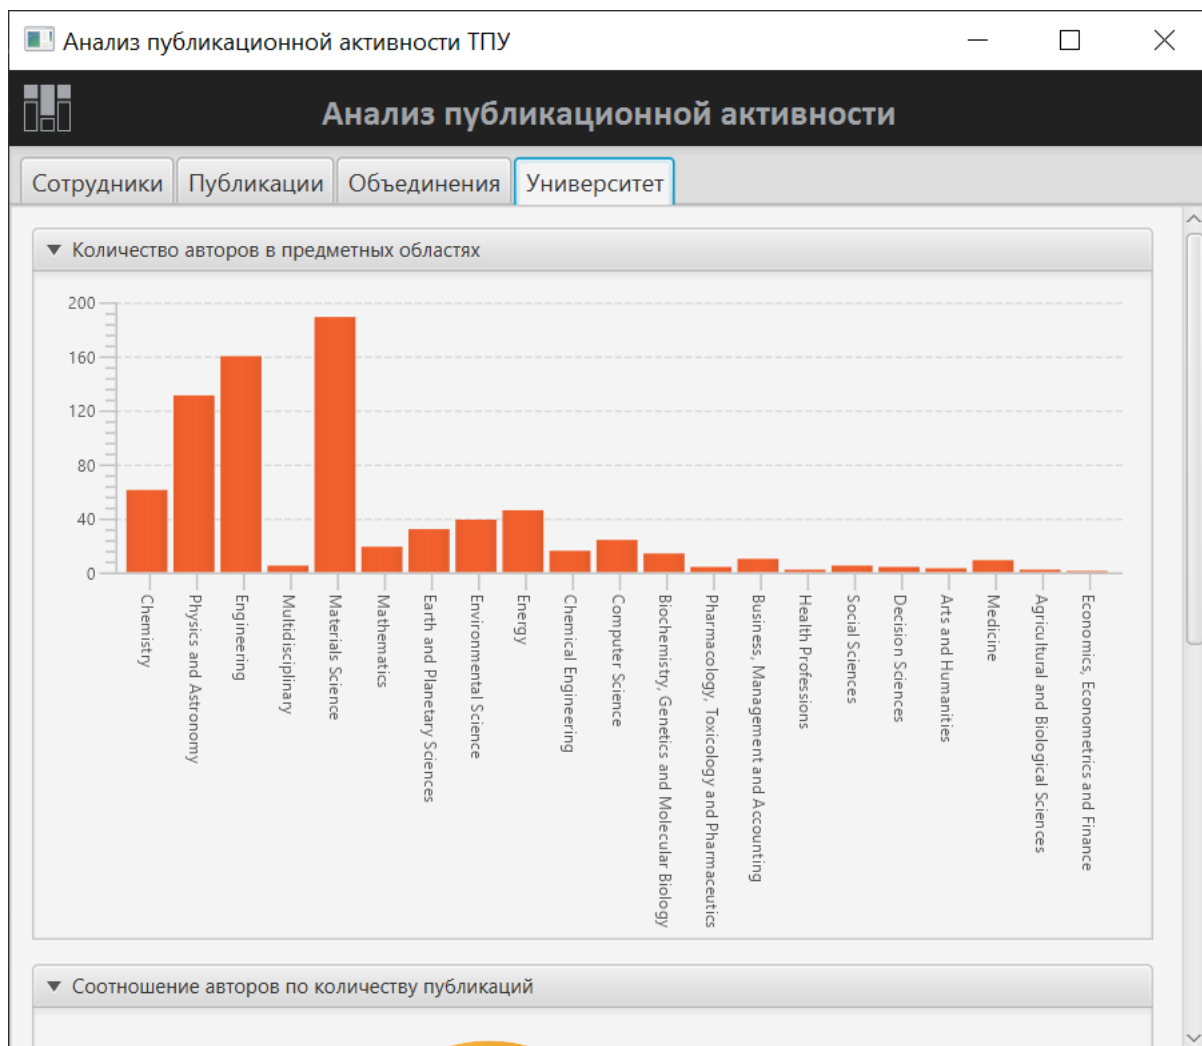 Анализ публикационной активности ТПУ
Анализ публикационной активности
Сотрудники
Публикации
Объединения
Университет
Количество авторов в предметных областях
200
160
120
80
40
0
Chemistry
Physics and Astronomy
Engineering
Multidisciplinary
Materials Science
Mathematics
Earth and Planetary Sciences
Environmental Science
Energy
Chemical Engineering
Computer Science
Biochemistry, Genetics and Molecular Biology
Pharmacology, Toxicology and Pharmaceutics
Business, Management and Accounting
Health Professions
Social Sciences
Decision Sciences
Arts and Humanities
Medicine
Agricultural and Biological Sciences
Economics, Econometrics and Finance
Соотношение авторов по количеству публикаций